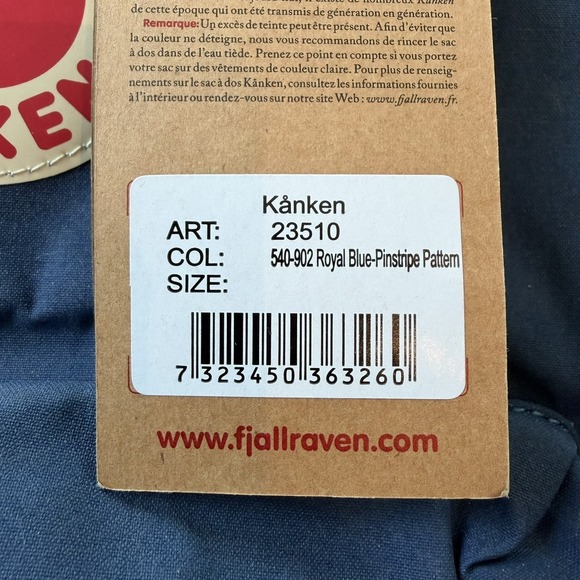 de cette époque qui ont été transmis de génération en génération.
Remarque: Un excès de teinte peut être présent. Afin d'éviter que
la couleur ne déteigne, nous vous recommandons de rincer le sac
à dos dans de l'eau tiède. Prenez ce point en compte si vous portez
votre sac sur des vêtements de couleur claire. Pour plus de renseign-
nements sur le sac à dos Kånken, consultez les informations fournies
à l'intérieur ou rendez-vous sur notre site Web : www.fjallraven.fr.
KEN
Kånken
ART: 23510
COL: 540-902 Royal Blue-Pinstripe Pattern
SIZE:
7 323450 363260
www.fjallraven.com